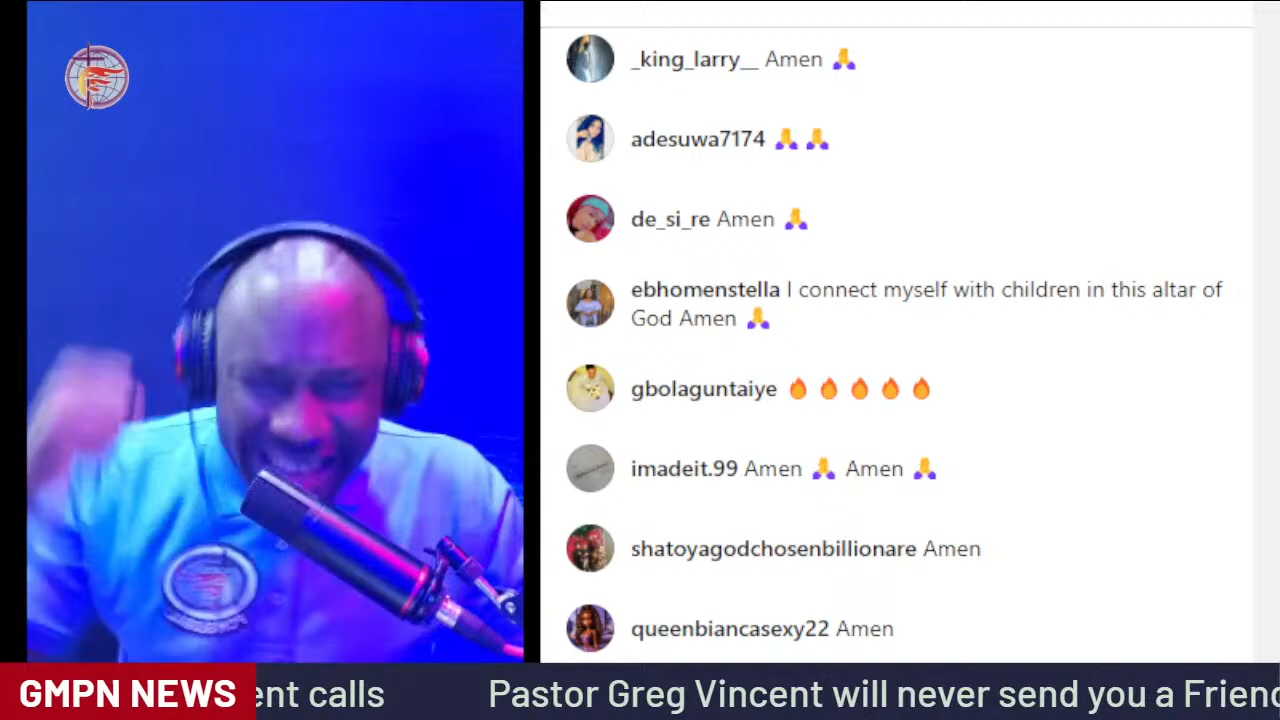 _king_larry__ Amen 🙏
adesuwa7174 🙏 🙏
de_si_re Amen 🙏
ebhomenstella I connect myself with children in this altar of
God Amen 🙏
gbolaguntaiye 🔥 🔥 🔥 🔥 🔥
imadeit.99 Amen 🙏 Amen 🙏
shatoyagodchosenbillionare Amen
queenbiancasexy22 Amen
GMPN NEWS ent calls Pastor Greg Vincent will never send you a Friend